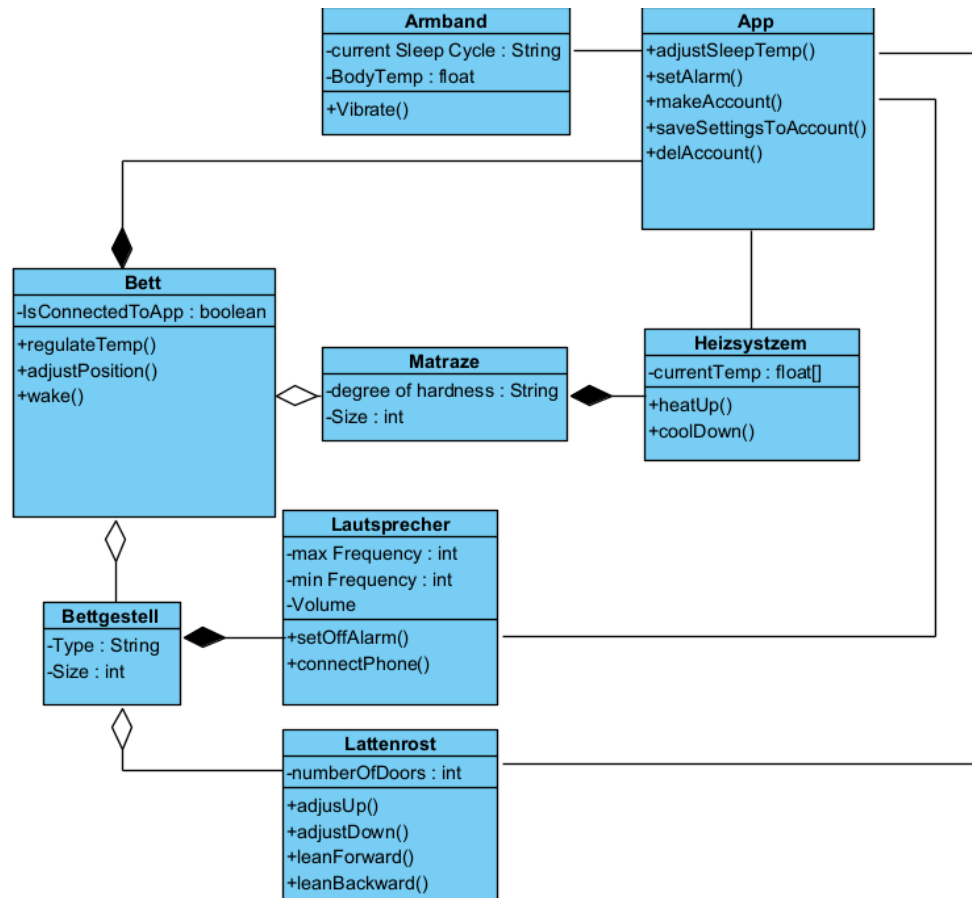 Armband
-current Sleep Cycle : String
-BodyTemp : float
+Vibrate()
App
+adjustSleepTemp()
+setAlarm()
+makeAccount()
+saveSettingsToAccount()
+delAccount()
Bett
-IsConnectedToApp : boolean
+regulateTemp()
+adjustPosition()
+wake()
Matraze
-degree of hardness : String
-Size : int
Heizsystzem
-currentTemp : float[]
+heatUp()
+coolDown()
Lautsprecher
-max Frequency : int
-min Frequency : int
-Volume
+setOffAlarm()
+connectPhone()
Bettgestell
-Type : String
-Size : int
Lattenrost
-numberOfDoors : int
+adjusUp()
+adjustDown()
+leanForward()
+leanBackward()